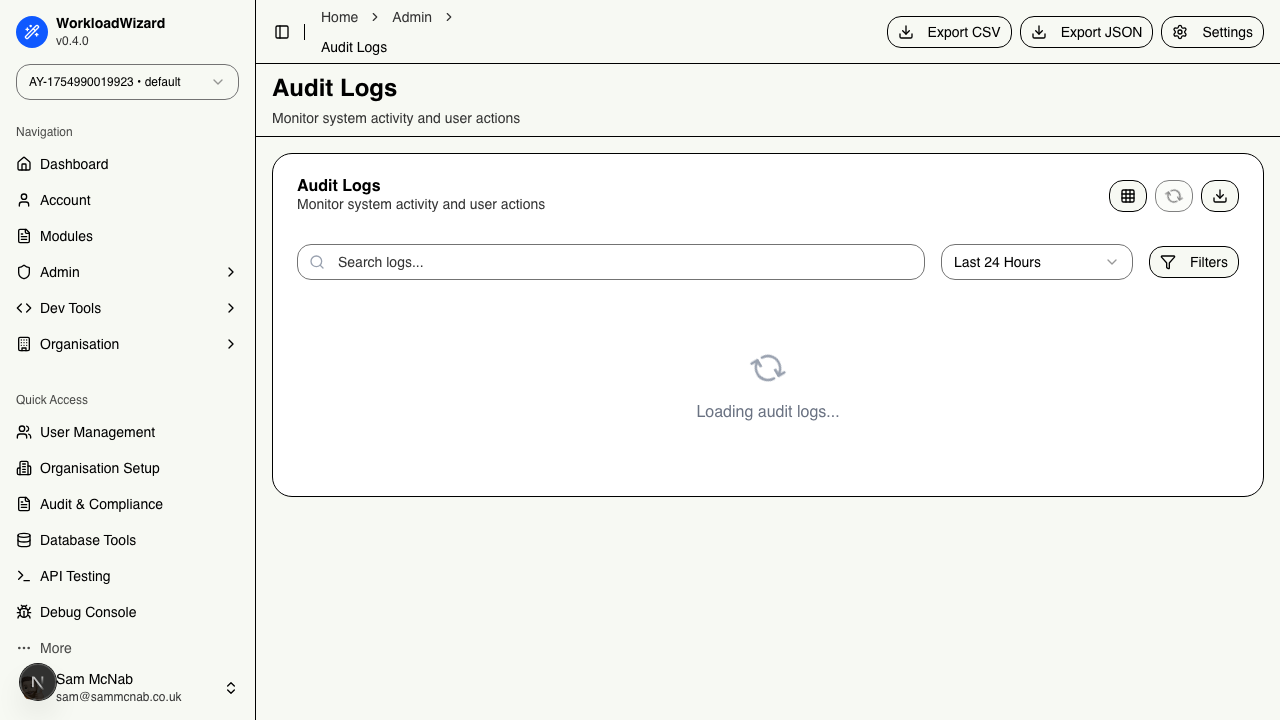 WorkloadWizard
v0.4.0
AY-1754990019923 • default
Navigation
Dashboard
Account
Modules
Admin
Dev Tools
Organisation
Quick Access
User Management
Organisation Setup
Audit & Compliance
Database Tools
API Testing
Debug Console
More
N
Sam McNab
sam@sammcnab.co.uk
Home
Admin
Audit Logs
Export CSV
Export JSON
Settings
Audit Logs
Monitor system activity and user actions
Audit Logs
Monitor system activity and user actions
Search logs...
Last 24 Hours
Filters
Loading audit logs...